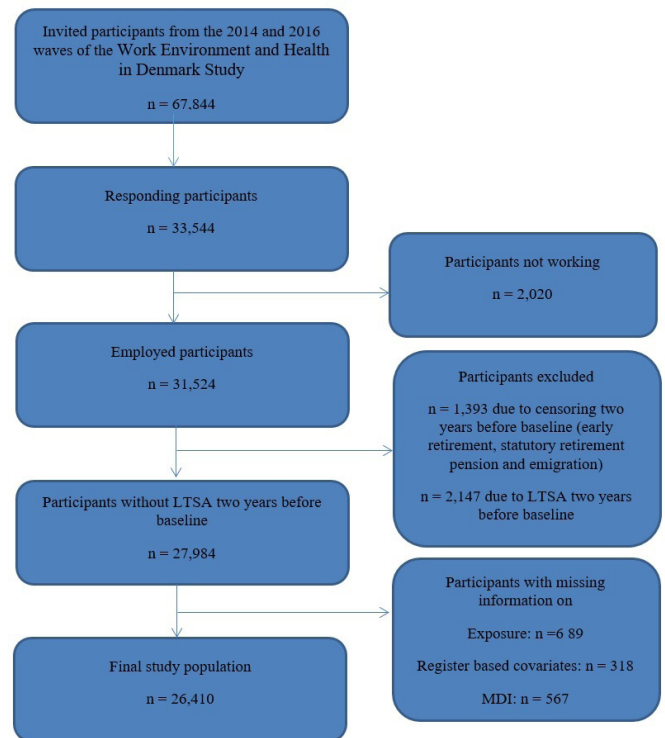 Invited participants from the 2014 and 2016
waves of the Work Environment and Health
in Denmark Study
n = 67,844
Responding participants
n = 33,544
Participants not working
n = 2,020
Employed participants
n = 31,524
Participants excluded
n = 1,393 due to censoring two
years before baseline (early
retirement, statutory retirement
pension and emigration)
n = 2,147 due to LTSA two years
before baseline
Participants without LTSA two years before
baseline
n = 27,984
Participants with missing
information on
Exposure: n =6 89
Register based covariates: n = 318
MDI: n = 567
Final study population
n = 26,410